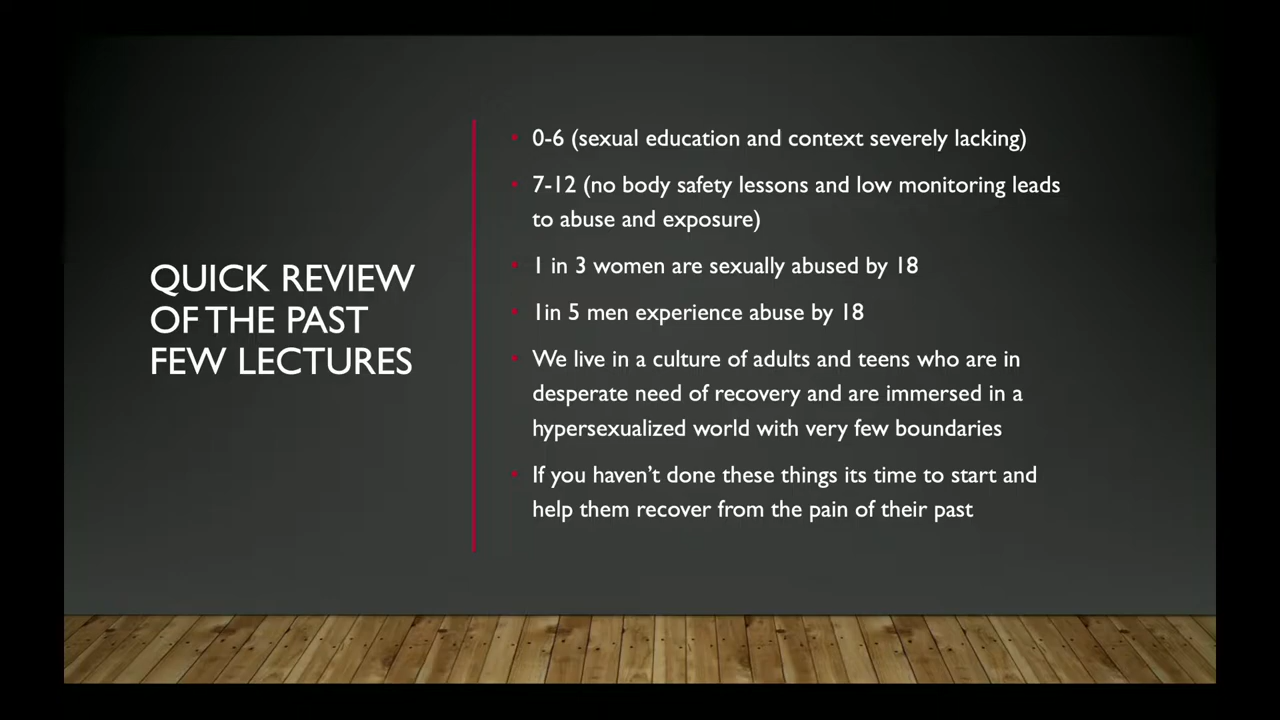 QUICK REVIEW
OF THE PAST
FEW LECTURES
• 0-6 (sexual education and context severely lacking)
• 7-12 (no body safety lessons and low monitoring leads
to abuse and exposure)
• 1 in 3 women are sexually abused by 18
• 1in 5 men experience abuse by 18
• We live in a culture of adults and teens who are in
desperate need of recovery and are immersed in a
hypersexualized world with very few boundaries
• If you haven’t done these things its time to start and
help them recover from the pain of their past